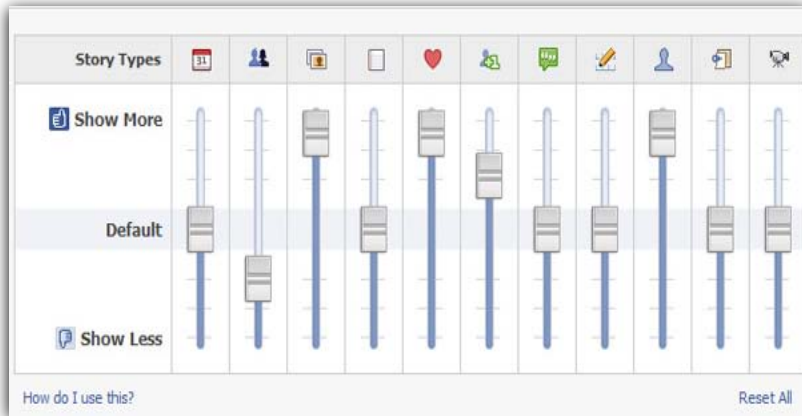 Story Types
31
Show More
Default
Show Less
How do I use this?
Reset All